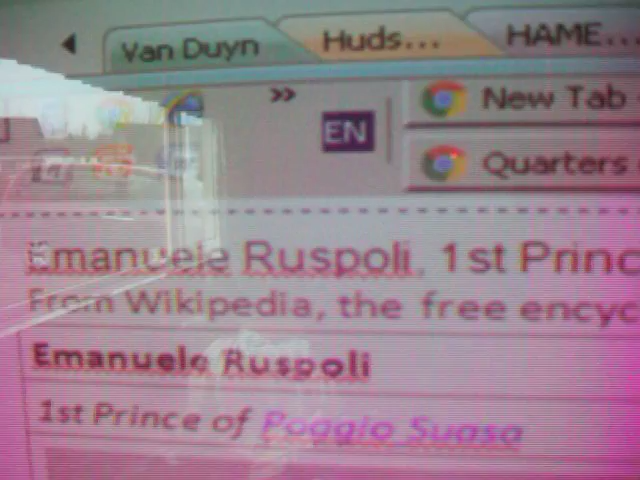 Van Duyn Huds... HAME...
EN
New Tab
Quarters
Emanuele Ruspoli, 1st Princ
From Wikipedia, the free encyc
Emanuele Ruspoli
1st Prince of Poggio Suasa